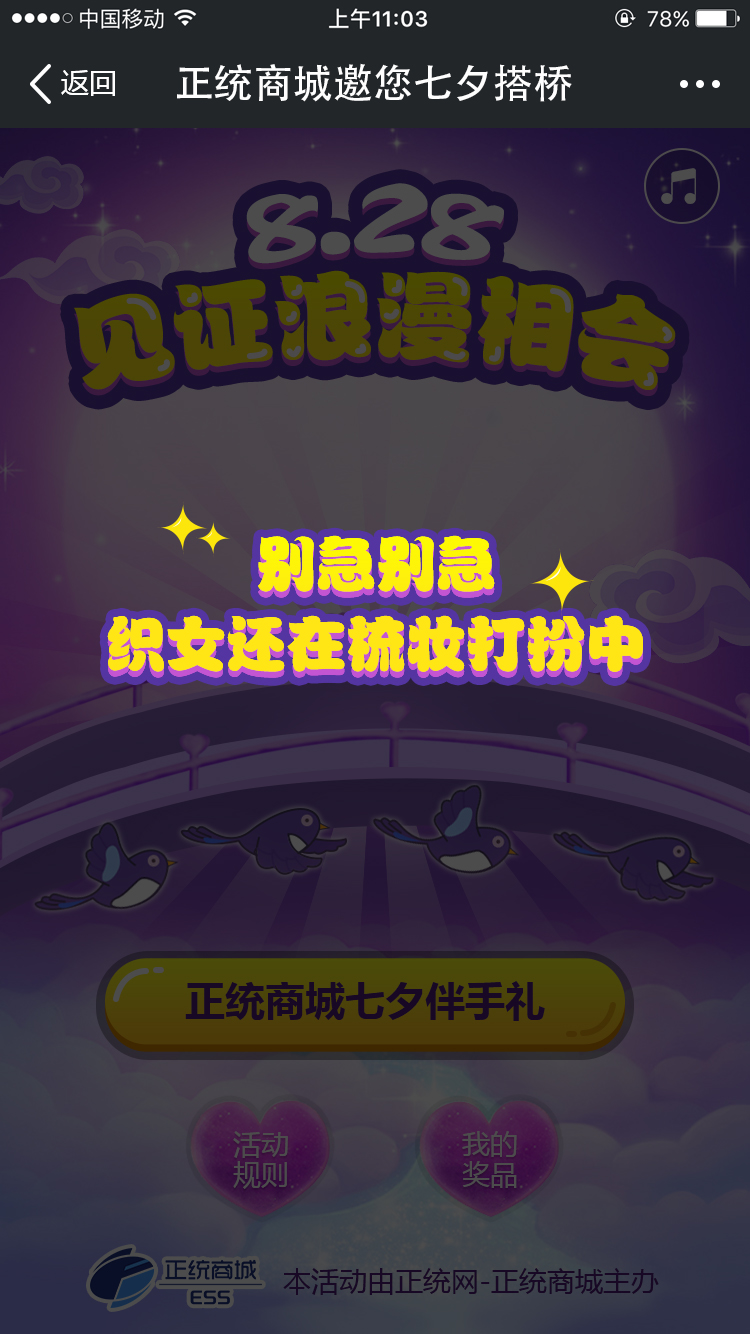 中国移动 上午11:03 78%
返回 正统商城邀您七夕搭桥
8.28
见证浪漫相会
别急别急
织女还在梳妆打扮中
正统商城七夕伴手礼
活动
规则
我的
奖品
正统商城
ESS
本活动由正统网-正统商城主办